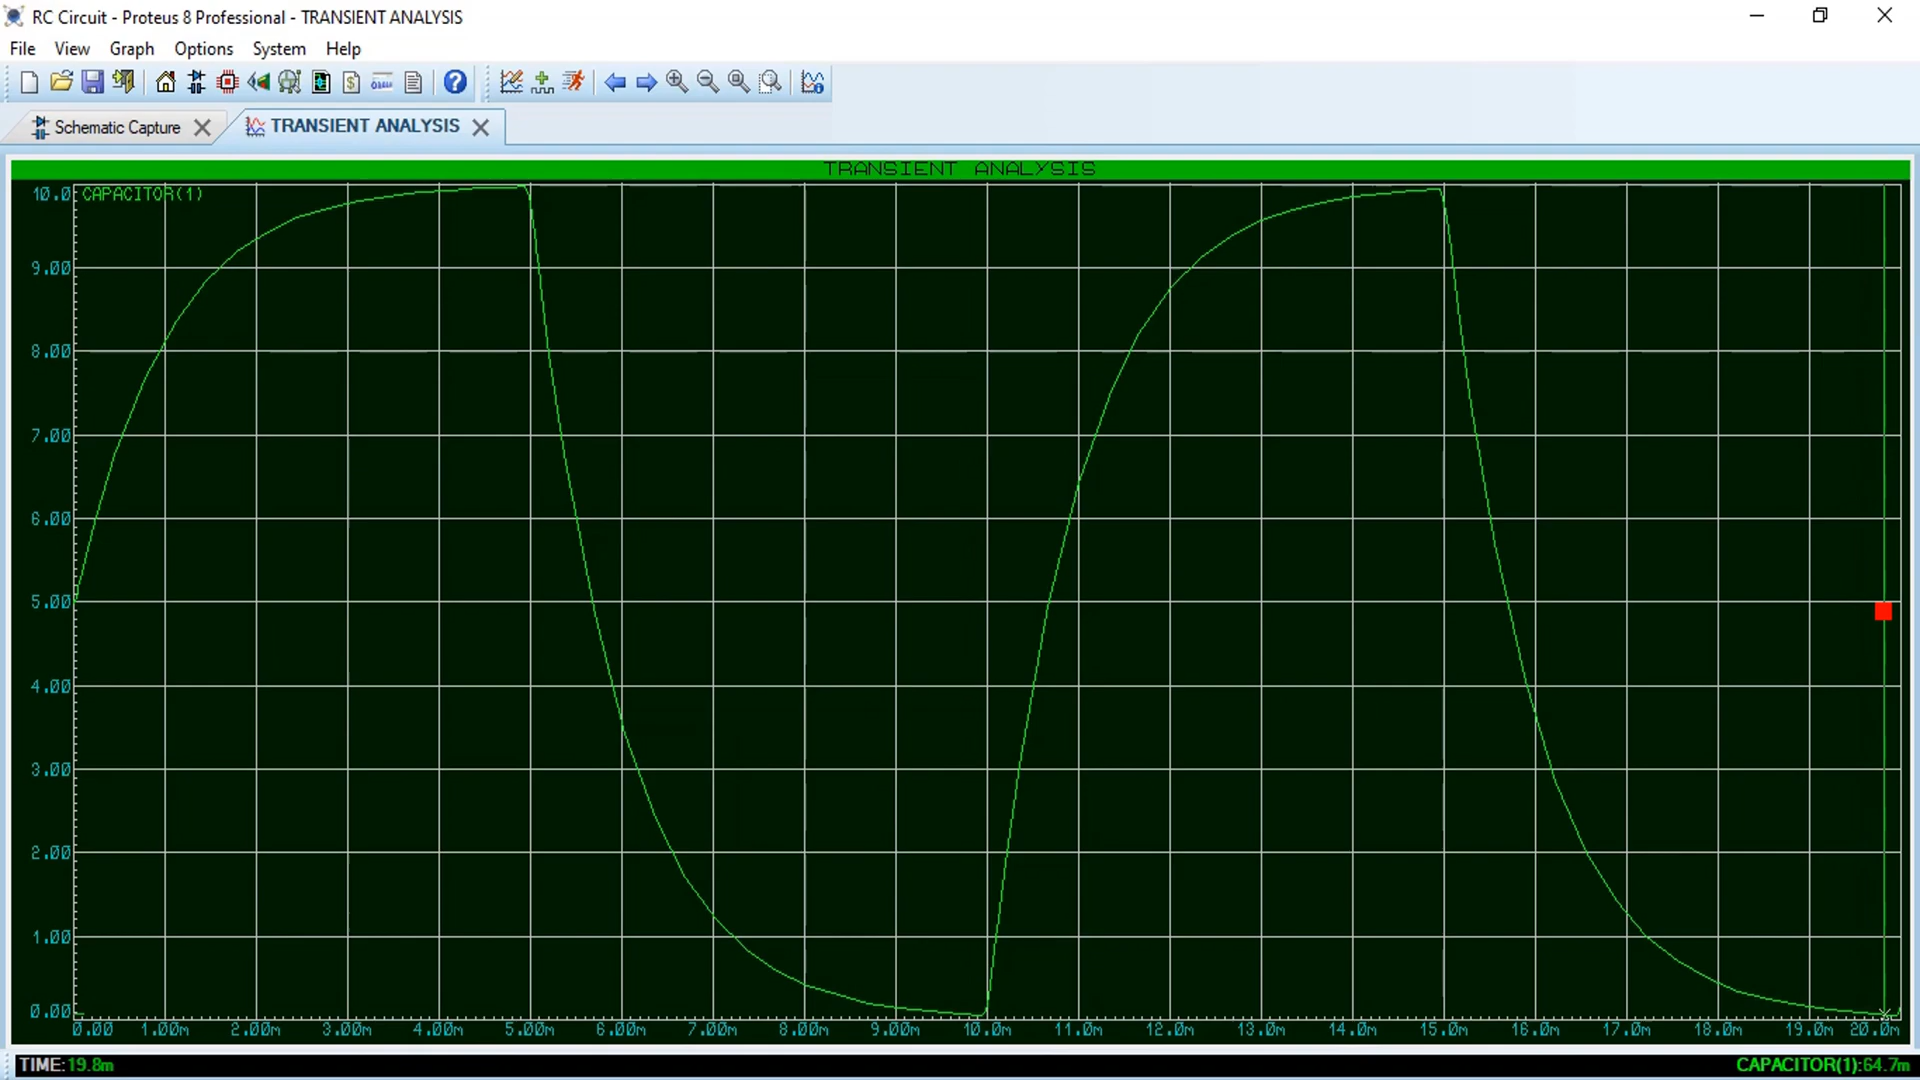 RC Circuit - Proteus 8 Professional - TRANSIENT ANALYSIS
File View Graph Options System Help
Schematic Capture TRANSIENT ANALYSIS
TRANSIENT ANALYSIS
CAPACITOR(1)
10.0
9.00
8.00
7.00
6.00
5.00
4.00
3.00
2.00
1.00
0.00
0.00 1.00m 2.00m 3.00m 4.00m 5.00m 6.00m 7.00m 8.00m 9.00m 10.0m 11.0m 12.0m 13.0m 14.0m 15.0m 16.0m 17.0m 18.0m 19.0m 20.0m
TIME:19.8m CAPACITOR(1):64.7m